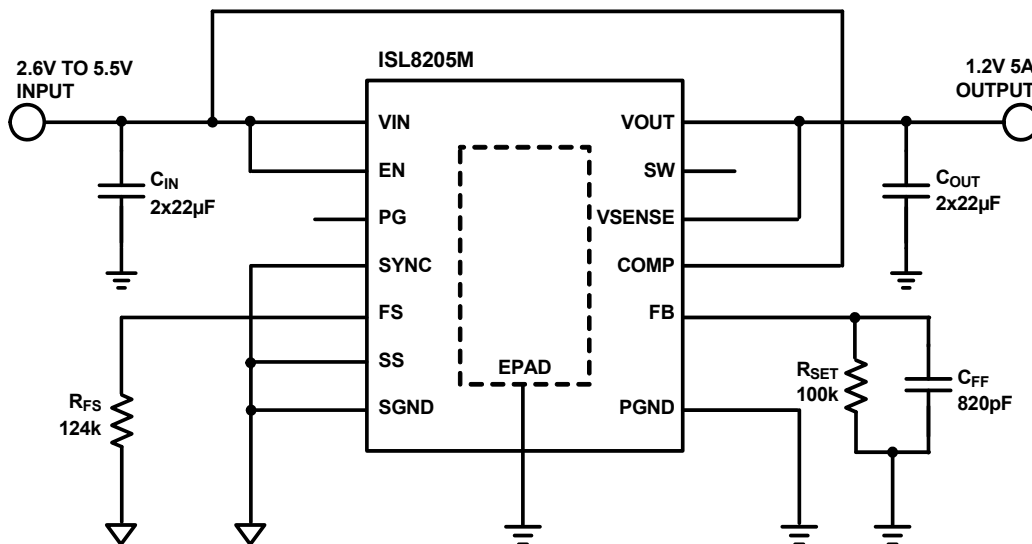 ISL8205M
2.6V TO 5.5V
INPUT
1.2V 5A
OUTPUT
VIN
VOUT
EN
SW
C_IN
2x22µF
C_OUT
2x22µF
PG
VSENSE
SYNC
COMP
FS
FB
SS
EPAD
R_SET
100k
C_FF
820pF
R_FS
124k
SGND
PGND